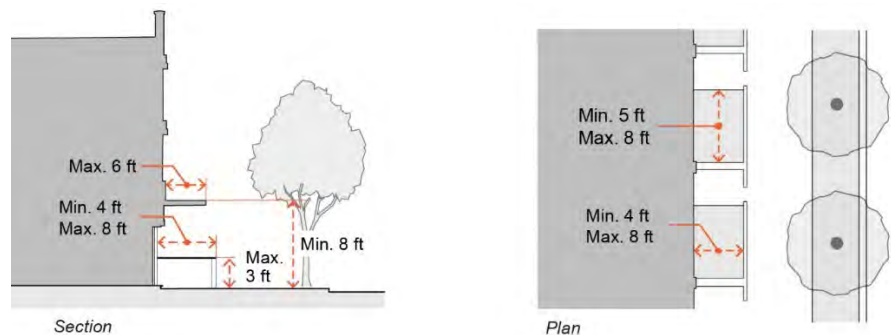 Max. 6 ft
Min. 4 ft
Max. 8 ft
Max.
3 ft
Min. 8 ft
Section
Min. 5 ft
Max. 8 ft
Min. 4 ft
Max. 8 ft
Plan